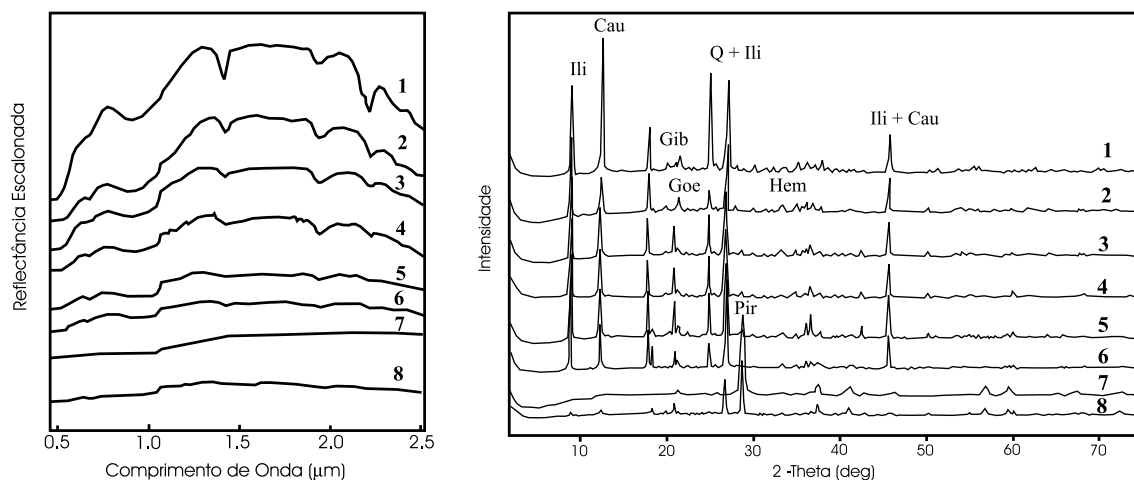 Reflectância Escalonada
1
2
3
4
5
6
7
8
0.5 1.0 1.5 2.0 2.5
Comprimento de Onda (µm)
Intensidade
Cau
Ili
Q + Ili
Ili + Cau
Gib
Goe
Hem
Pir
1
2
3
4
5
6
7
8
10 20 30 40 50 60 70
2 -Theta (deg)